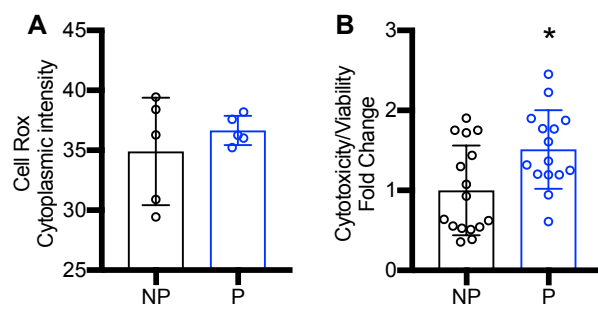 A
Cell Rox
Cytoplasmic intensity
45
40
35
30
25
NP
P
B
Cytotoxicity/Viability
Fold Change
3
2
1
0
*
NP
P